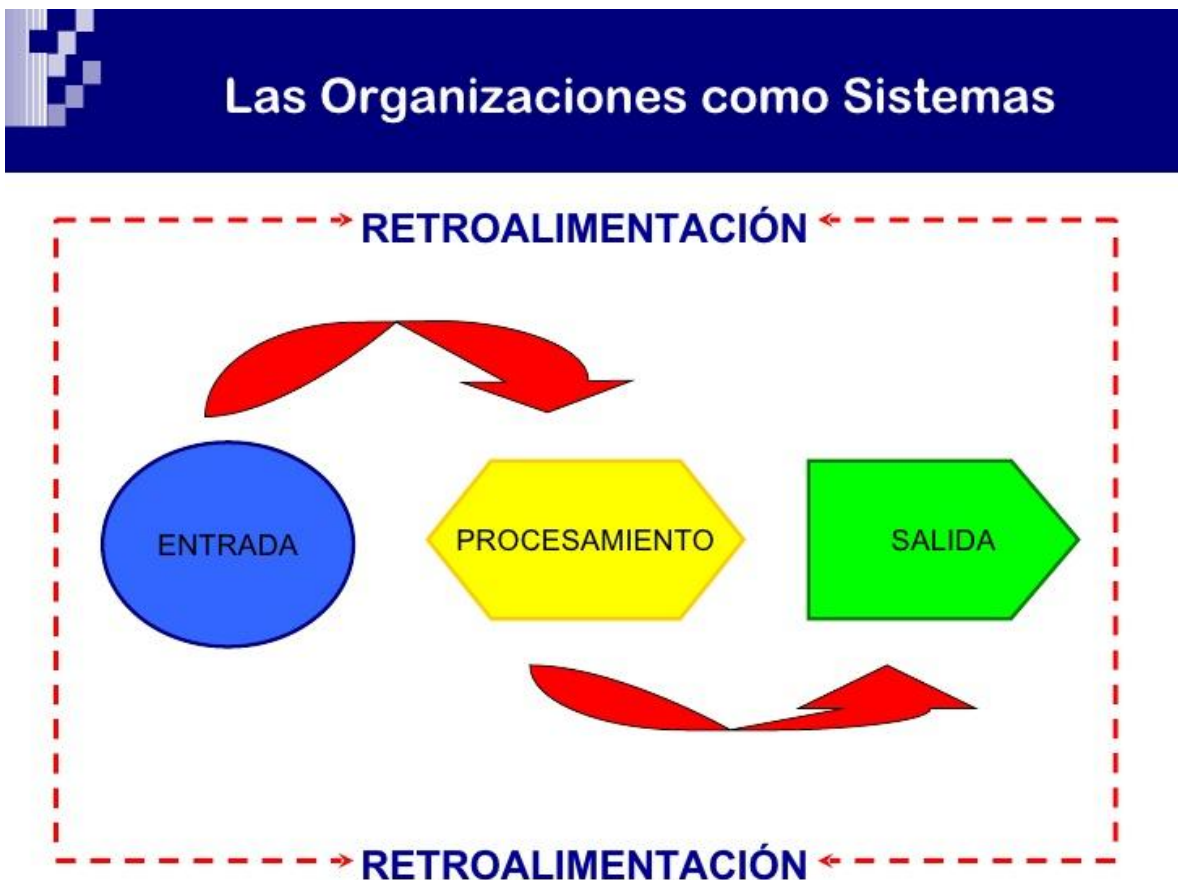 Las Organizaciones como Sistemas
RETROALIMENTACIÓN
ENTRADA
PROCESAMIENTO
SALIDA
RETROALIMENTACIÓN